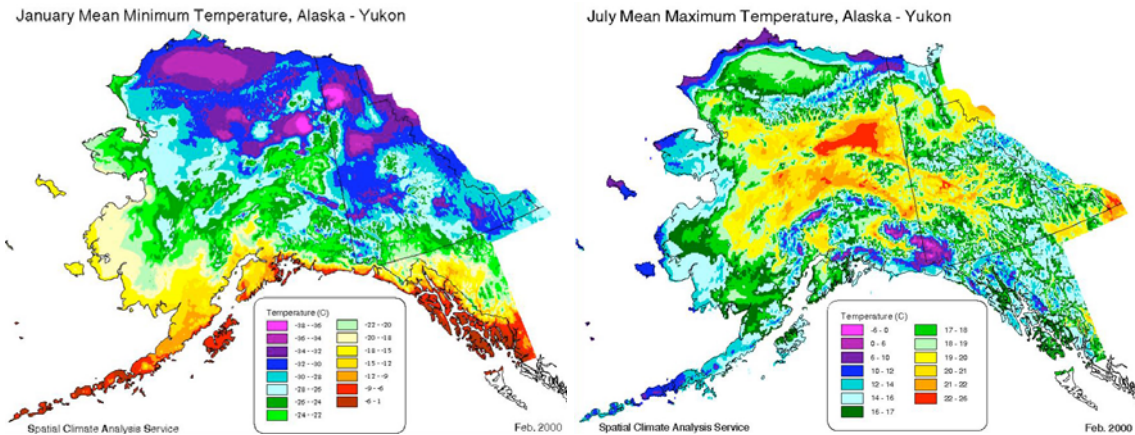 January Mean Minimum Temperature, Alaska - Yukon
Temperature (C)
-38 - -36
-36 - -34
-34 - -32
-32 - -30
-30 - -28
-28 - -26
-26 - -24
-24 - -22
-22 - -20
-20 - -18
-18 - -15
-15 - -12
-12 - -9
-9 - -6
-6 - 1
Spatial Climate Analysis Service
Feb, 2000
July Mean Maximum Temperature, Alaska - Yukon
Temperature (C)
-6 - 0
0 - 6
6 - 10
10 - 12
12 - 14
14 - 16
16 - 17
17 - 18
18 - 19
19 - 20
20 - 21
21 - 22
22 - 26
Spatial Climate Analysis Service
Feb. 2000